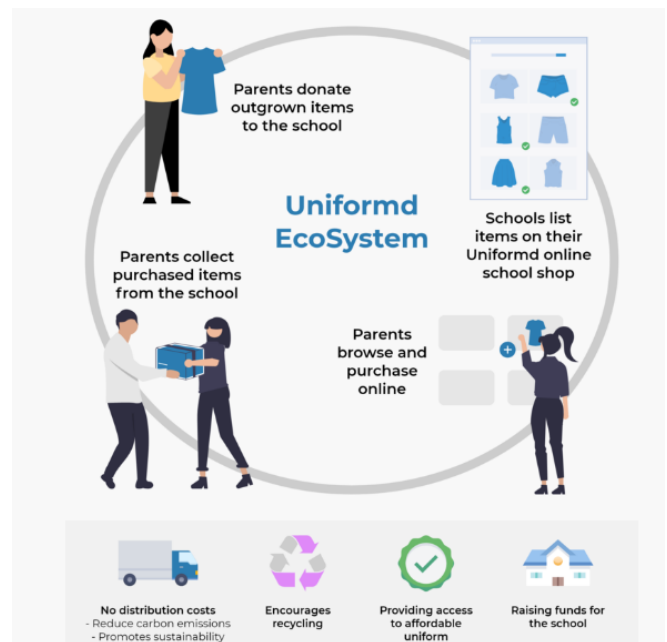 Parents donate
outgrown items
to the school
Uniformd
EcoSystem
Schools list
items on their
Uniformd online
school shop
Parents collect
purchased items
from the school
Parents
browse and
purchase
online
No distribution costs
- Reduce carbon emissions
- Promotes sustainability
Encourages
recycling
Providing access
to affordable
uniform
Raising funds for
the school